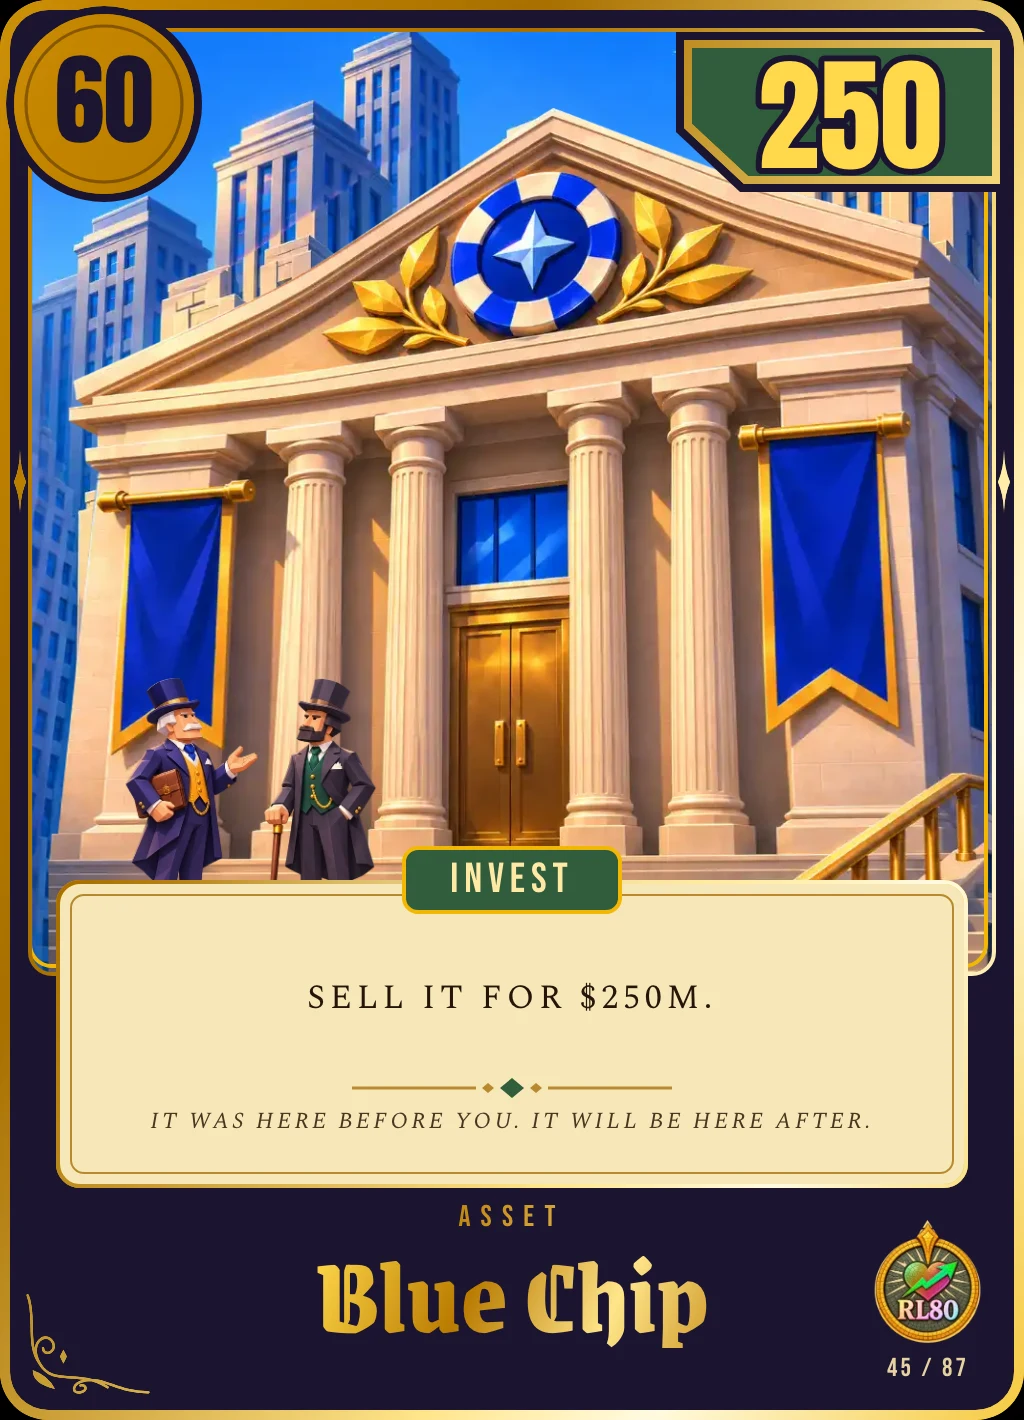 60
250
INVEST
SELL IT FOR $250M.
IT WAS HERE BEFORE YOU. IT WILL BE HERE AFTER.
ASSET
Blue Chip
RL80
45 / 87